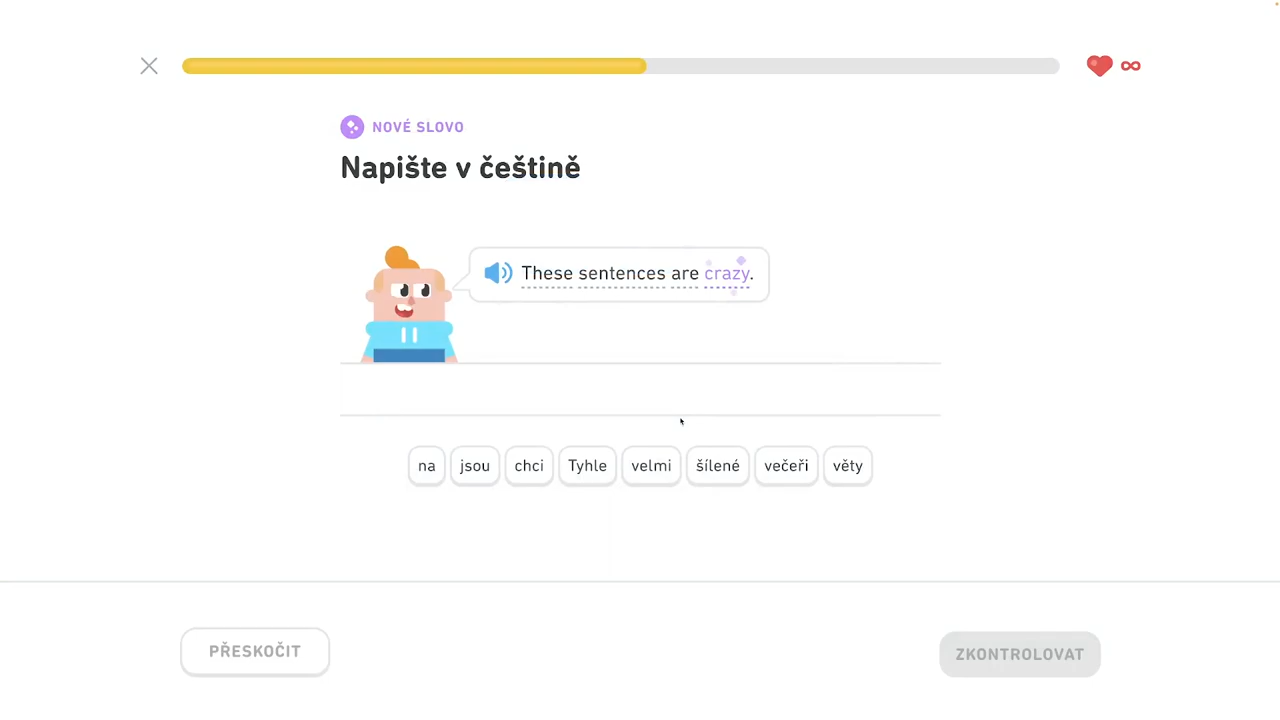 NOVÉ SLOVO
Napište v češtině
These sentences are crazy.
na jsou chci Tyhle velmi šílené večeři věty
PŘESKOČIT
ZKONTROLOVAT